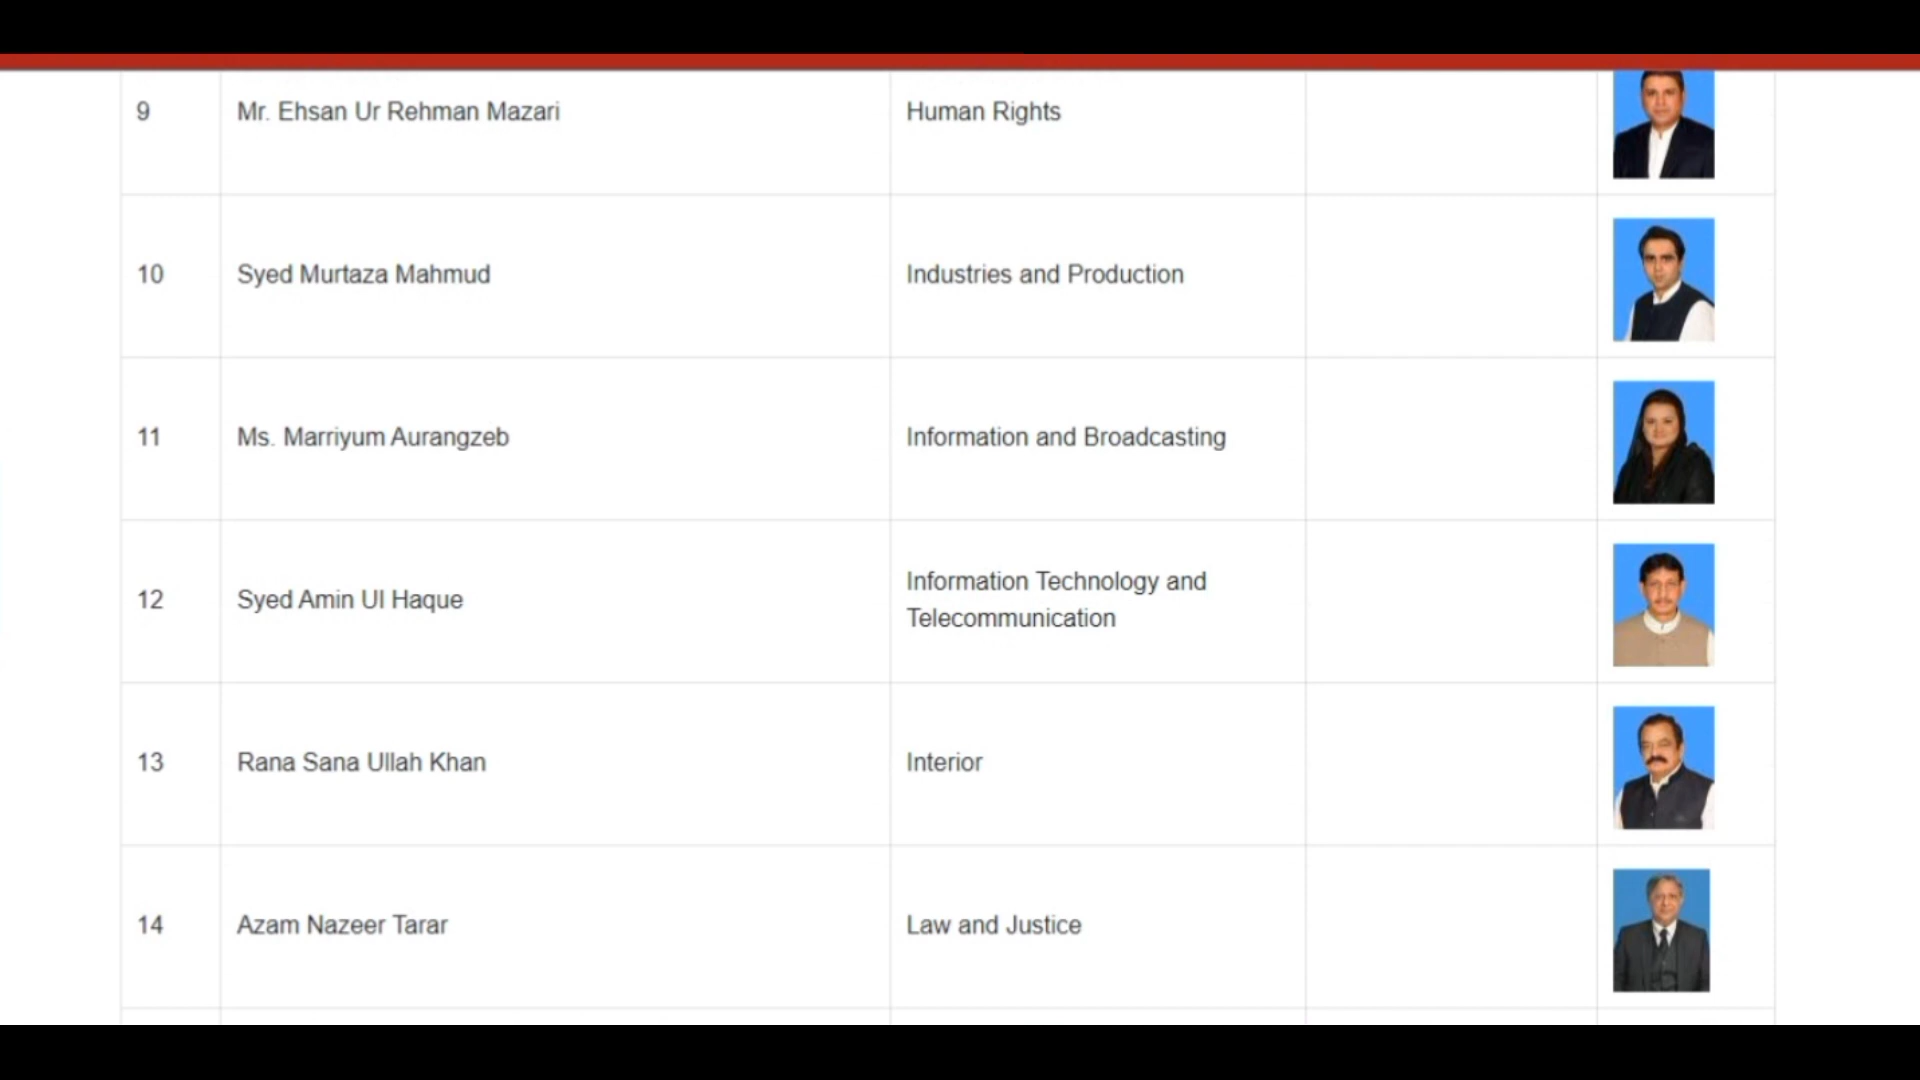 9 Mr. Ehsan Ur Rehman Mazari Human Rights
10 Syed Murtaza Mahmud Industries and Production
11 Ms. Marriyum Aurangzeb Information and Broadcasting
12 Syed Amin Ul Haque Information Technology and
Telecommunication
13 Rana Sana Ullah Khan Interior
14 Azam Nazeer Tarar Law and Justice